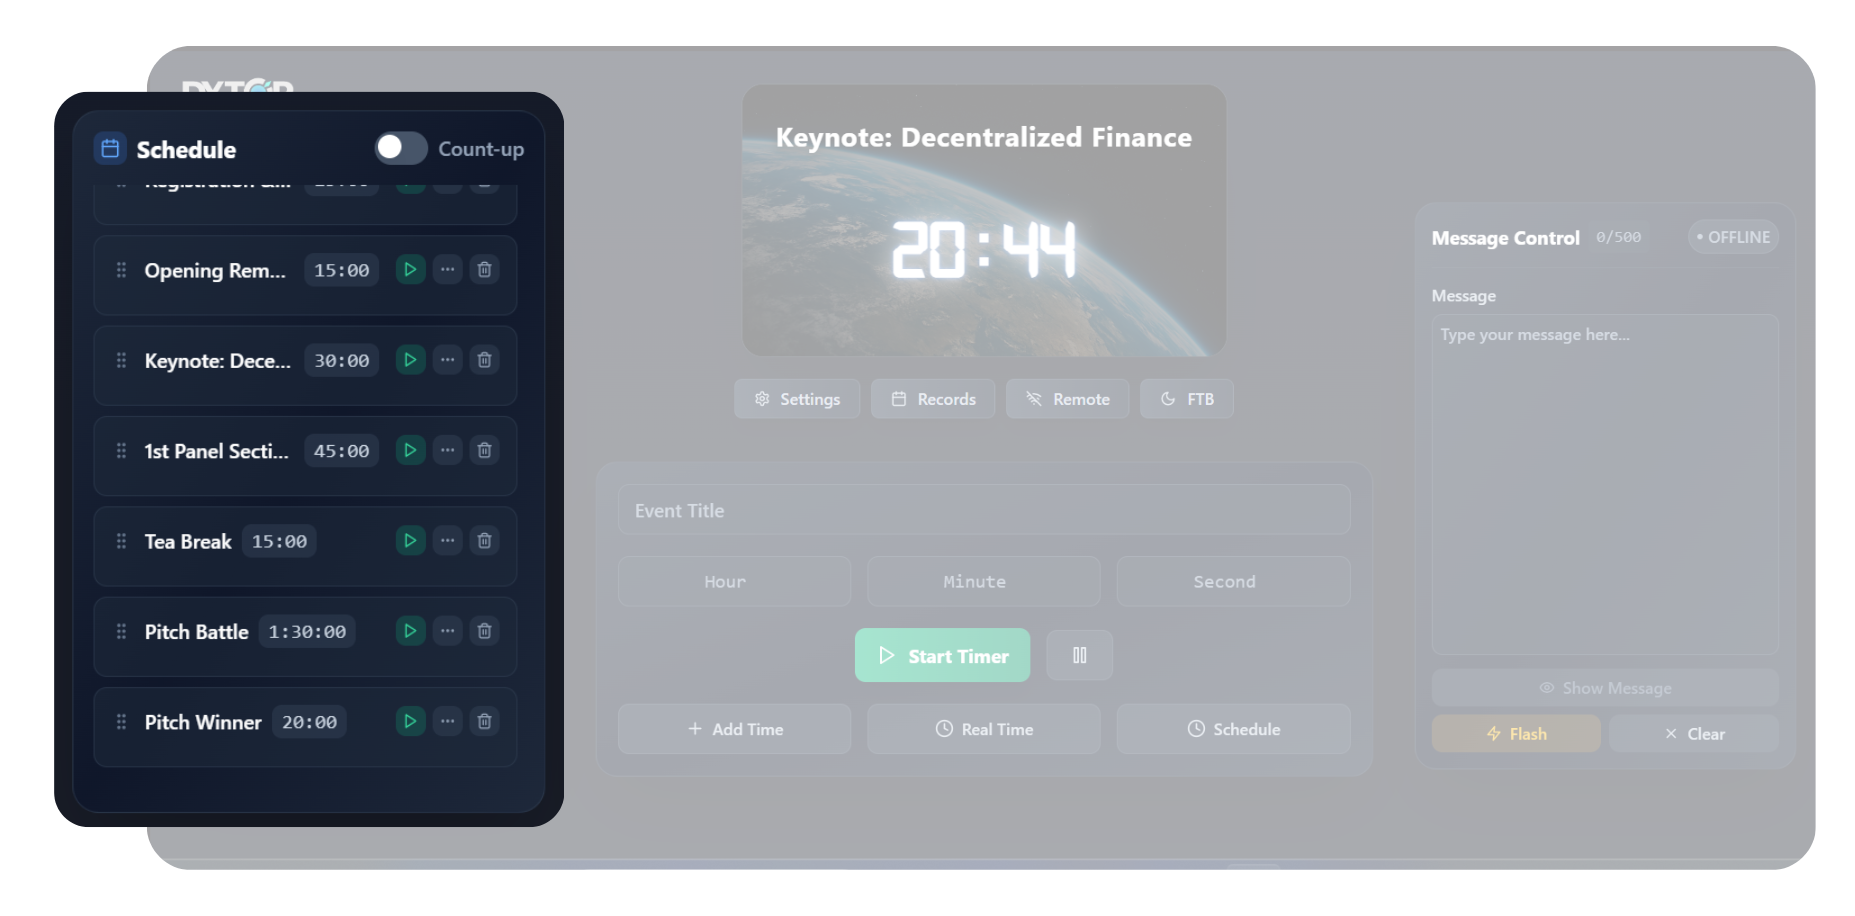 Schedule
Count-up
Opening Rem...
15:00
Keynote: Dece...
30:00
1st Panel Secti...
45:00
Tea Break
15:00
Pitch Battle
1:30:00
Pitch Winner
20:00
Keynote: Decentralized Finance
20:44
Settings
Records
Remote
FTB
Event Title
Hour
Minute
Second
Start Timer
Add Time
Real Time
Schedule
Message Control
0/500
• OFFLINE
Message
Type your message here...
Show Message
Flash
Clear